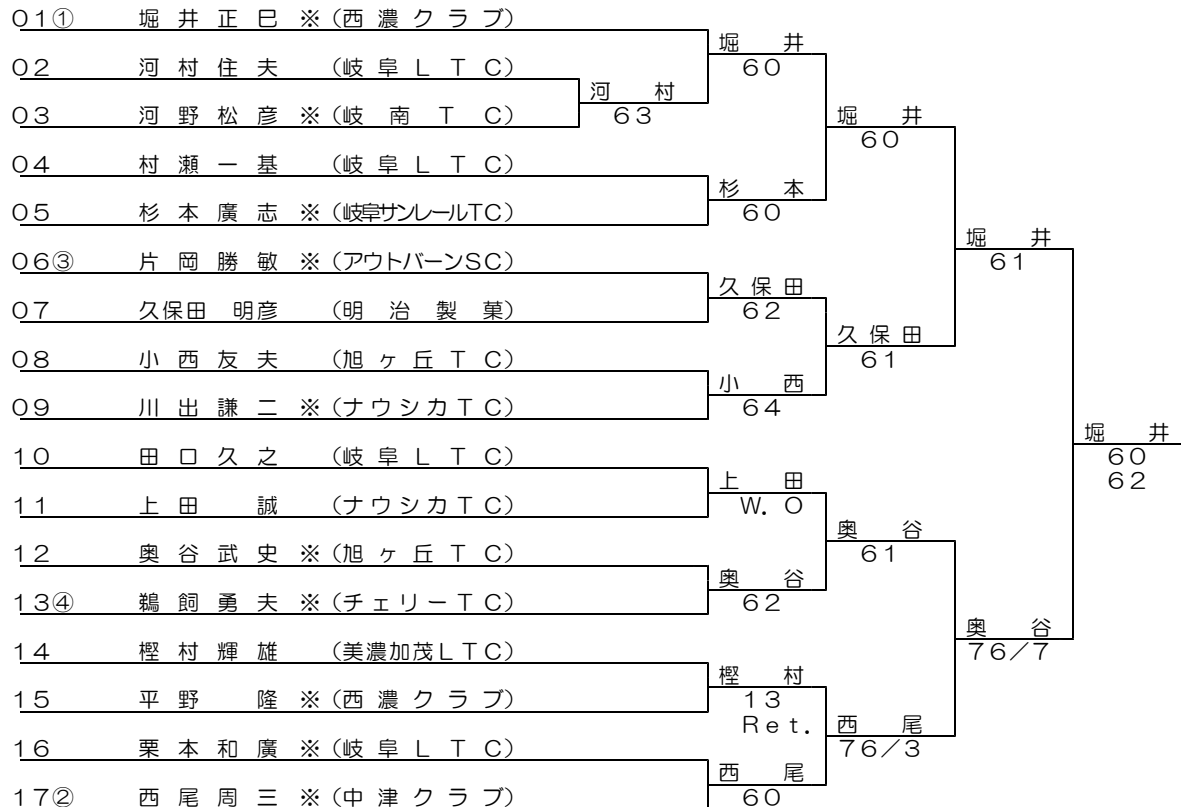 01① 堀井正巳 ※(西濃クラブ)
堀井
02 河村住夫 (岐阜LTC)
60
河村
03 河野松彦 ※(岐南TC)
63
堀井
60
04 村瀬一基 (岐阜LTC)
杉本
05 杉本廣志 ※(岐阜サンレールTC)
60
堀井
61
06③ 片岡勝敏 ※(アウトバーンSC)
久保田
07 久保田 明彦 (明治製菓)
62
久保田
61
08 小西友夫 (旭ヶ丘TC)
小西
09 川出謙二 ※(ナウシカTC)
64
堀井
60
62
10 田口久之 (岐阜LTC)
上田
11 上田 誠 (ナウシカTC)
W.O
奥谷
61
12 奥谷武史 ※(旭ヶ丘TC)
奥谷
13④ 鵜飼勇夫 ※(チェリーTC)
62
奥谷
76/7
14 樫村輝雄 (美濃加茂LTC)
樫村
15 平野 隆 ※(西濃クラブ)
13
Ret.
西尾
76/3
16 栗本和廣 ※(岐阜LTC)
西尾
17② 西尾周三 ※(中津クラブ)
60